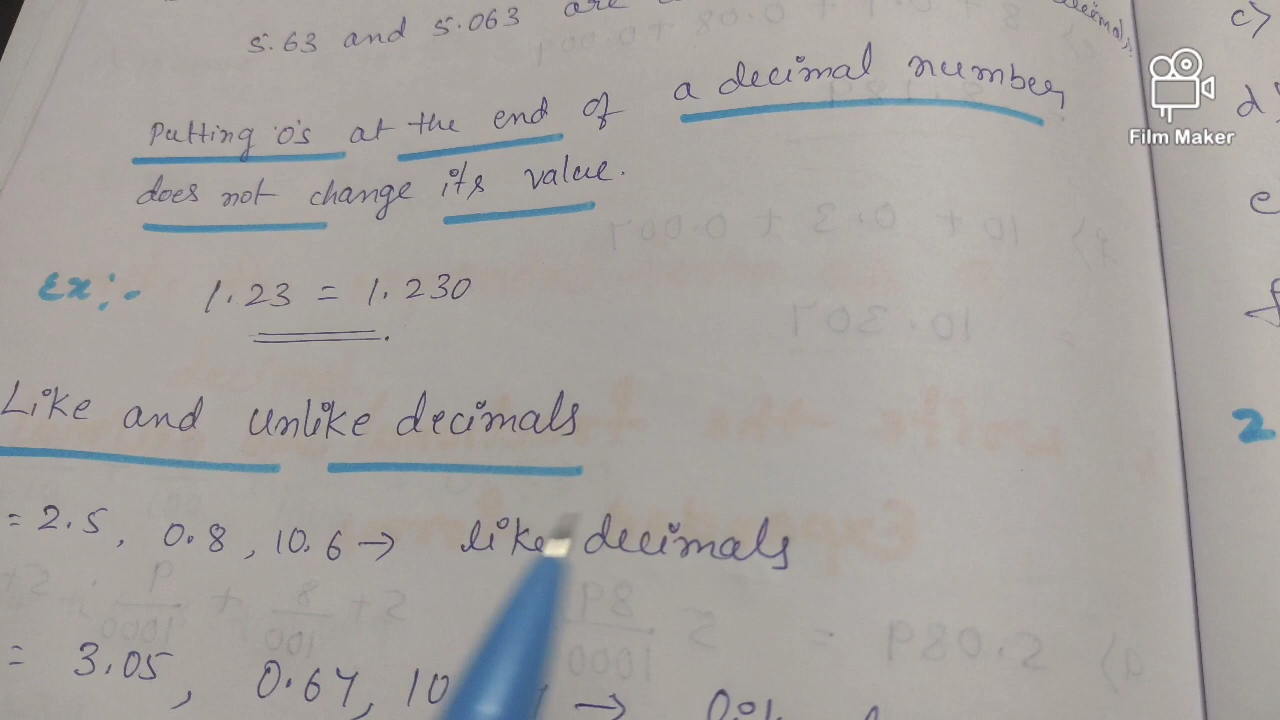 5.63 and 5.063 are
Putting 0's at the end of a decimal number
does not change its value.
Ex:- 1.23 = 1.230
Like and Unlike decimals
= 2.5, 0.8, 10.6 → like decimals
= 3.05, 0.67, 10 →
c)
d)
e
f
2
Film Maker